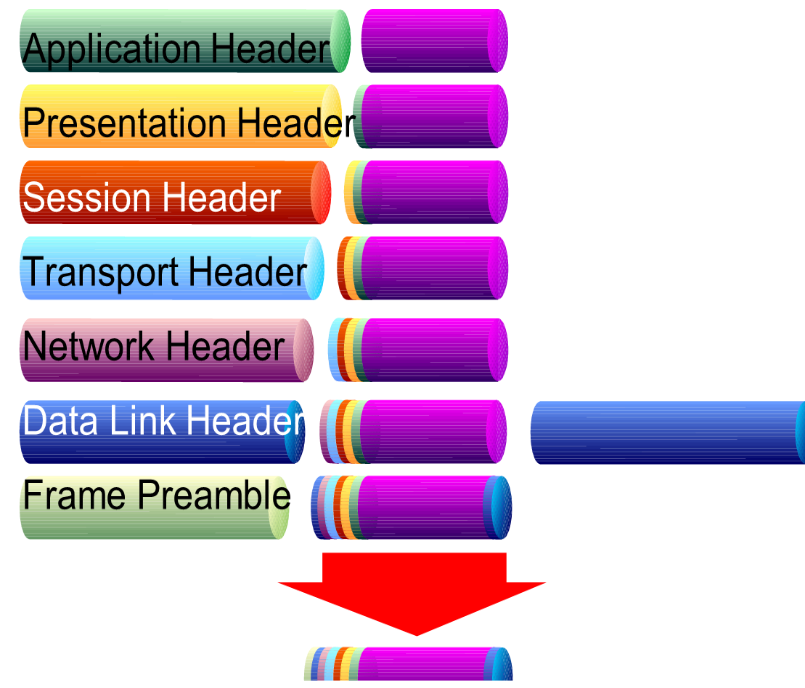 Application Header
Presentation Header
Session Header
Transport Header
Network Header
Data Link Header
Frame Preamble